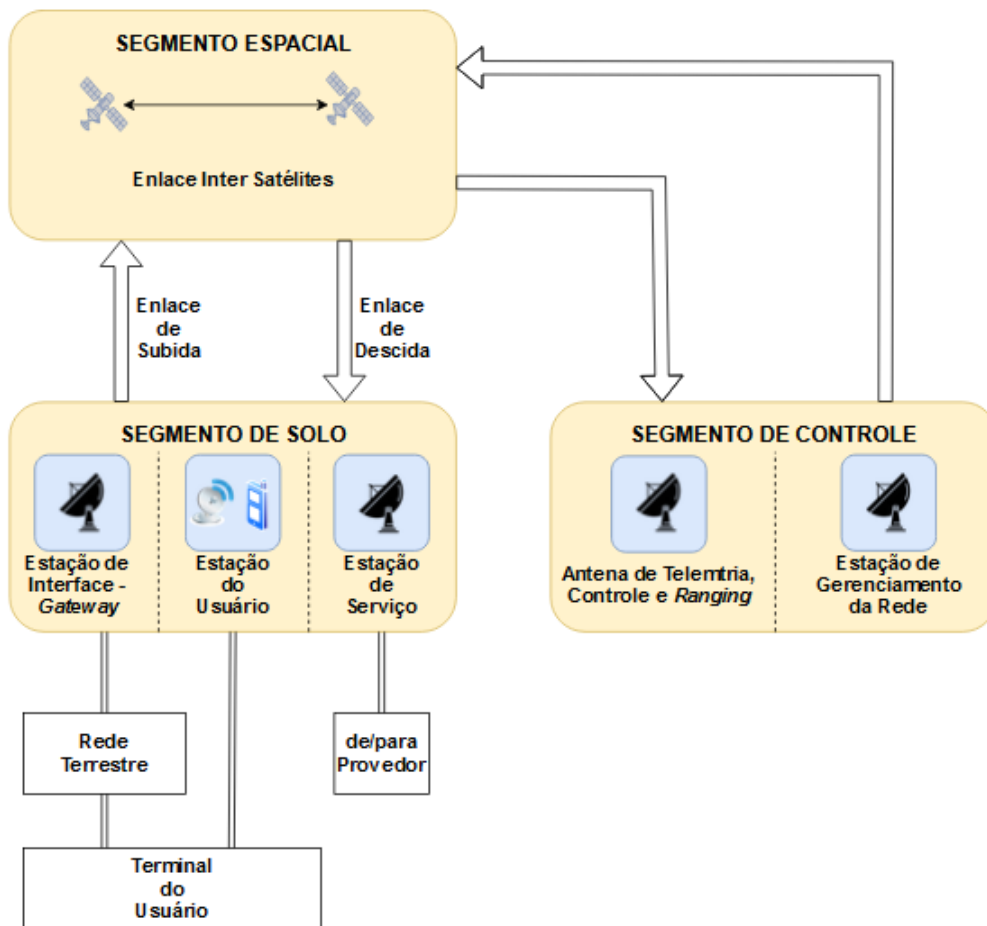 SEGMENTO ESPACIAL
Enlace Inter Satélites
Enlace
de
Subida
Enlace
de
Descida
SEGMENTO DE SOLO
Estação de
Interface -
Gateway
Estação
do
Usuário
Estação
de
Serviço
SEGMENTO DE CONTROLE
Antena de Telemtria,
Controle e Ranging
Estação de
Gerenciamento
da Rede
Rede
Terrestre
de/para
Provedor
Terminal
do
Usuário